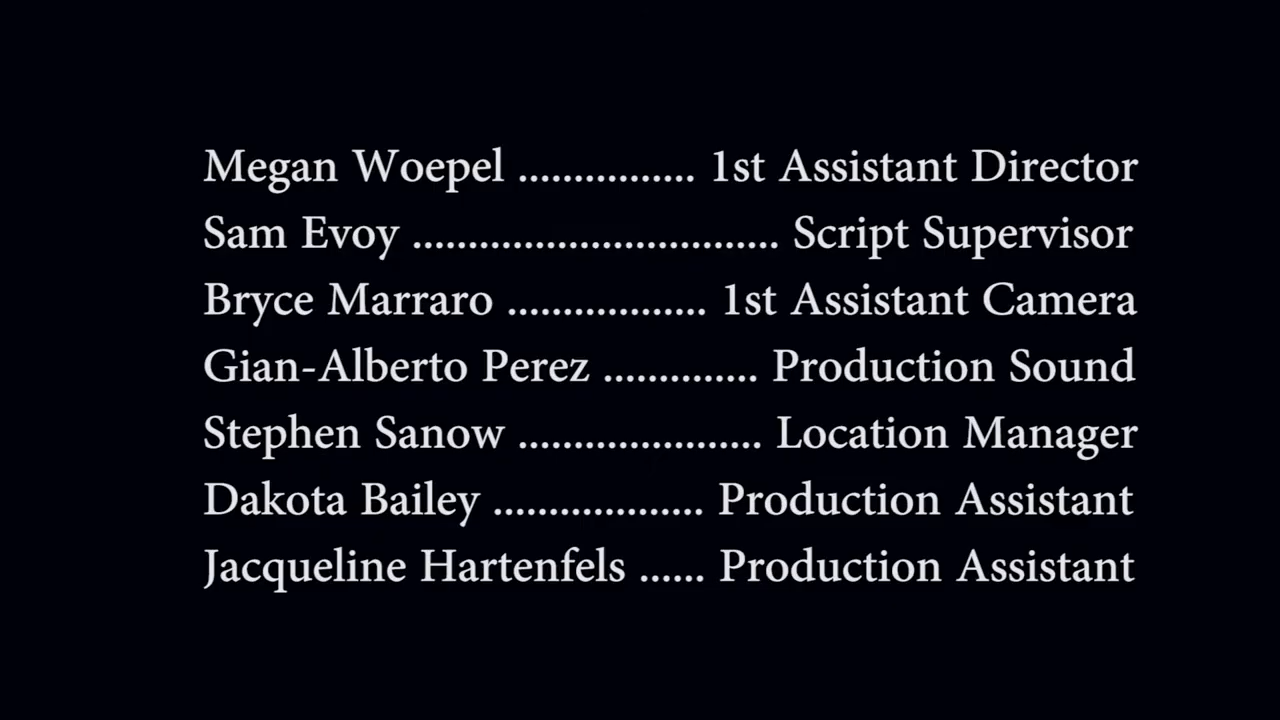 Megan Woepel ................ 1st Assistant Director
Sam Evoy ................................. Script Supervisor
Bryce Marraro .................. 1st Assistant Camera
Gian-Alberto Perez .............. Production Sound
Stephen Sanow ...................... Location Manager
Dakota Bailey ................... Production Assistant
Jacqueline Hartenfels ...... Production Assistant